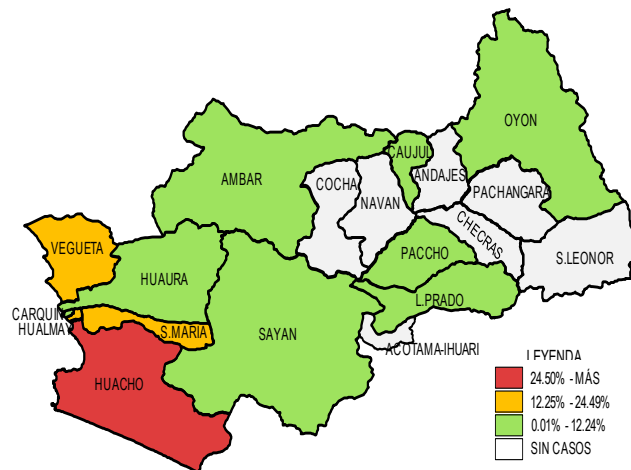 OYON
CAUJUL
AMBAR
COCHA
ANDAJES
NAVAN
PACHANGARA
CHECRAS
VEGUETA
S.LEONOR
PACCHO
HUAURA
L.PRADO
CARQUIN
HUALMAY
S.MARIA
SAYAN
ACOTAMA-IHUARI
HUACHO
LEYENDA
24.50% - MÁS
12.25% - 24.49%
0.01% - 12.24%
SIN CASOS